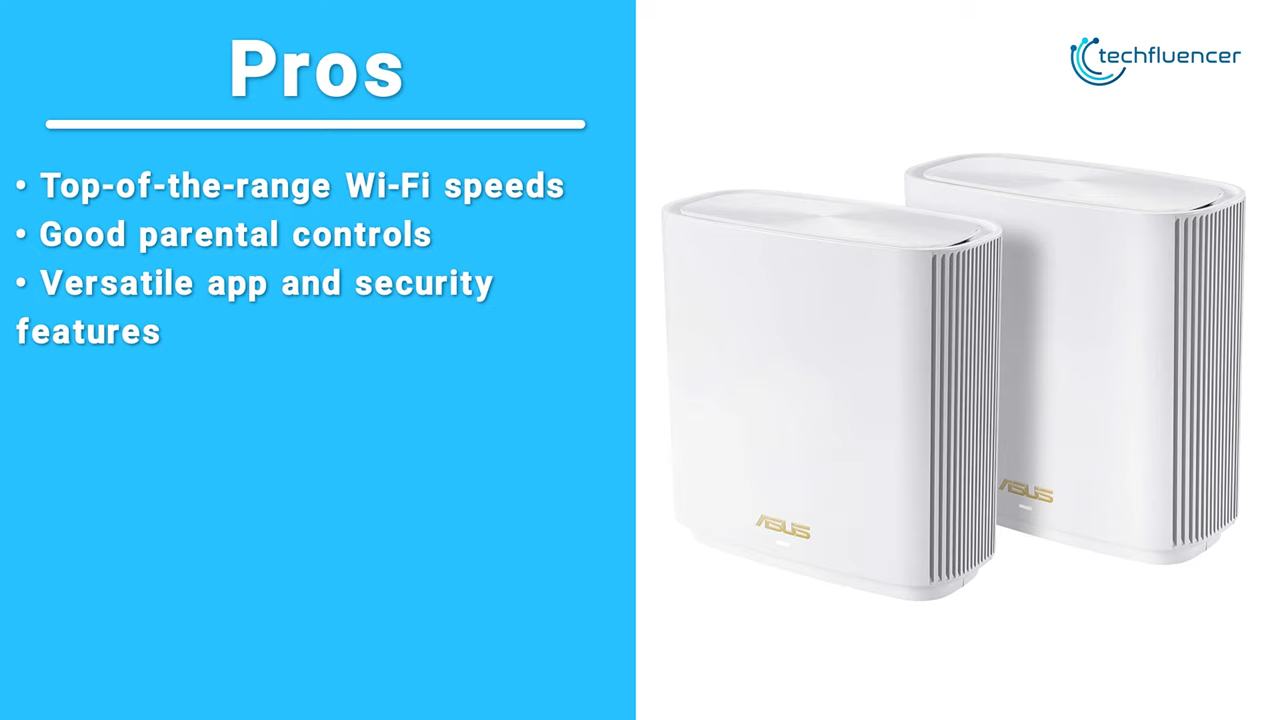 Pros
• Top-of-the-range Wi-Fi speeds
• Good parental controls
• Versatile app and security
features
techfluencer
ASUS
ASUS